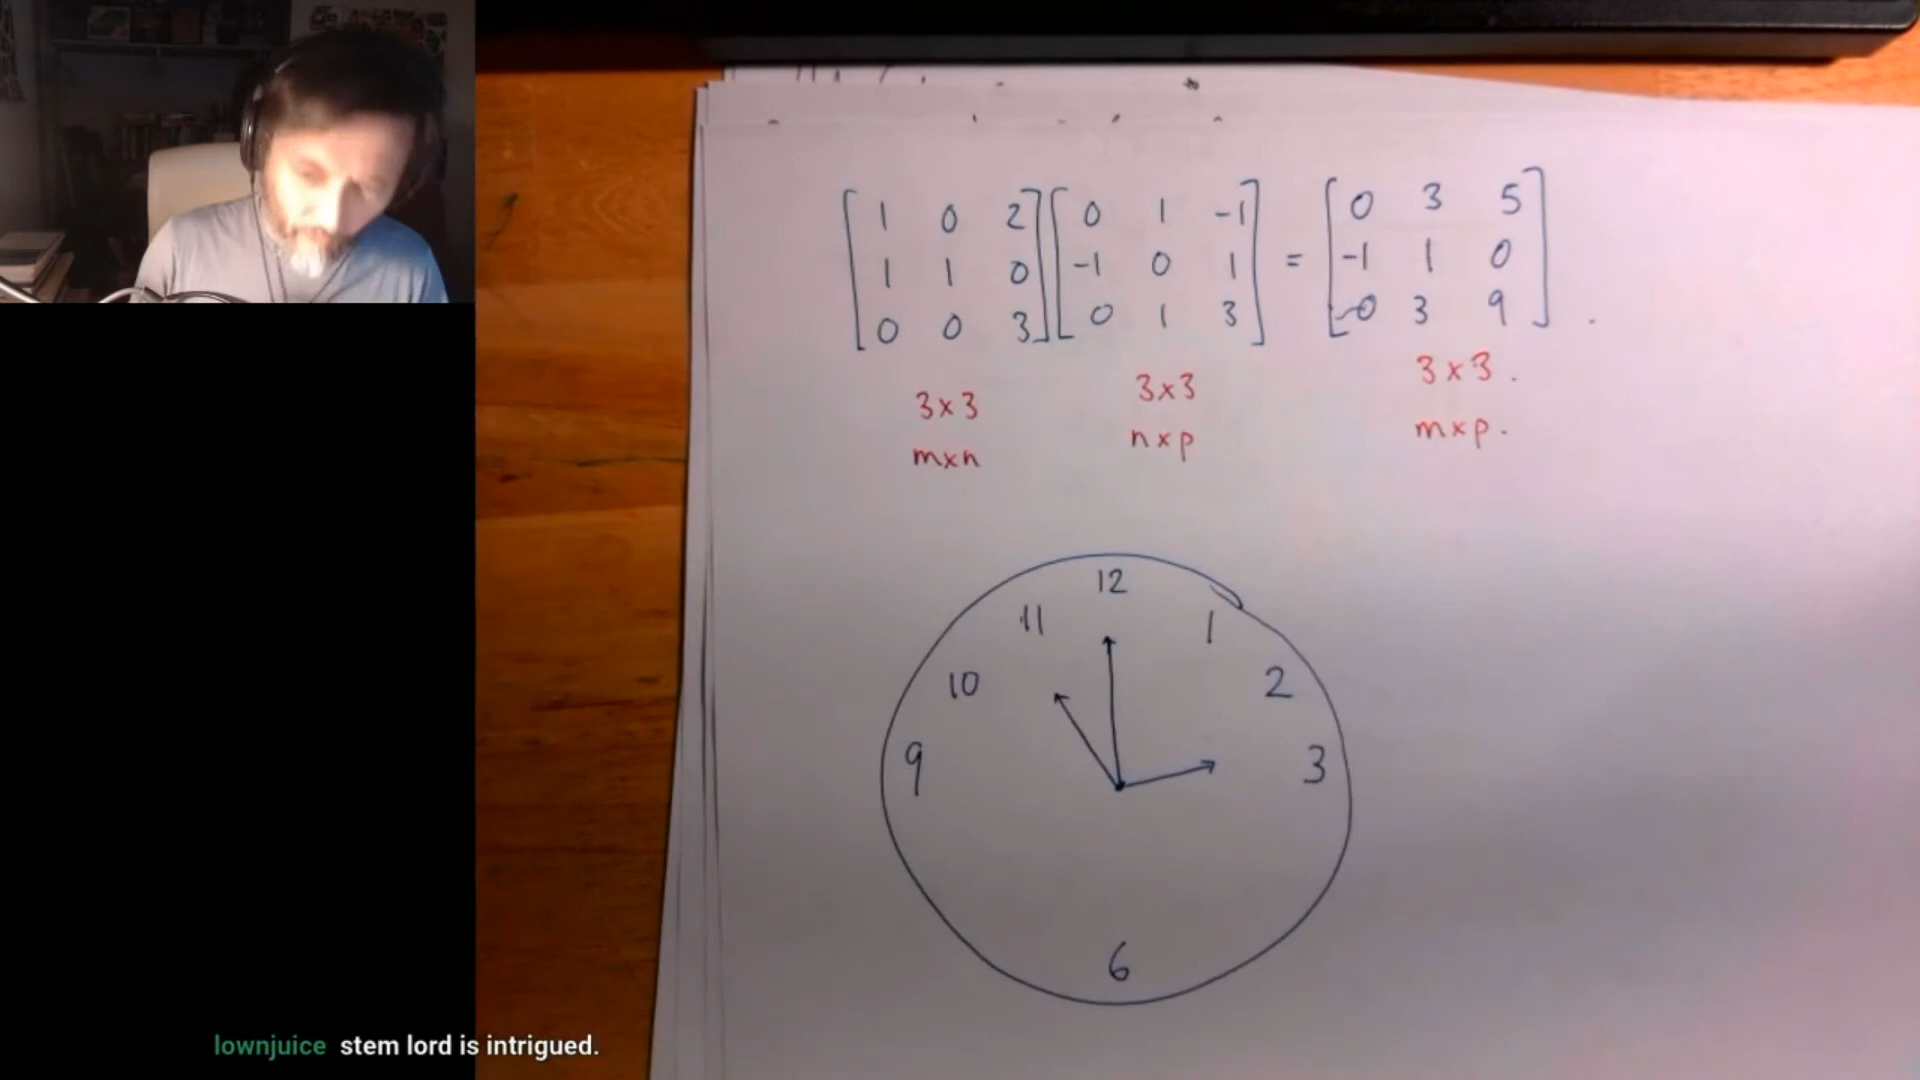 [1 0 2] [0 1 -1] = [0 3 5]
[1 1 0] [-1 0 1] [-1 1 0]
[0 0 3] [0 1 3] [-0 3 9] .
3x3 3x3 3x3.
mxn nxp mxp.
12
11 1
10 2
9 3
6
lownjuice stem lord is intrigued.